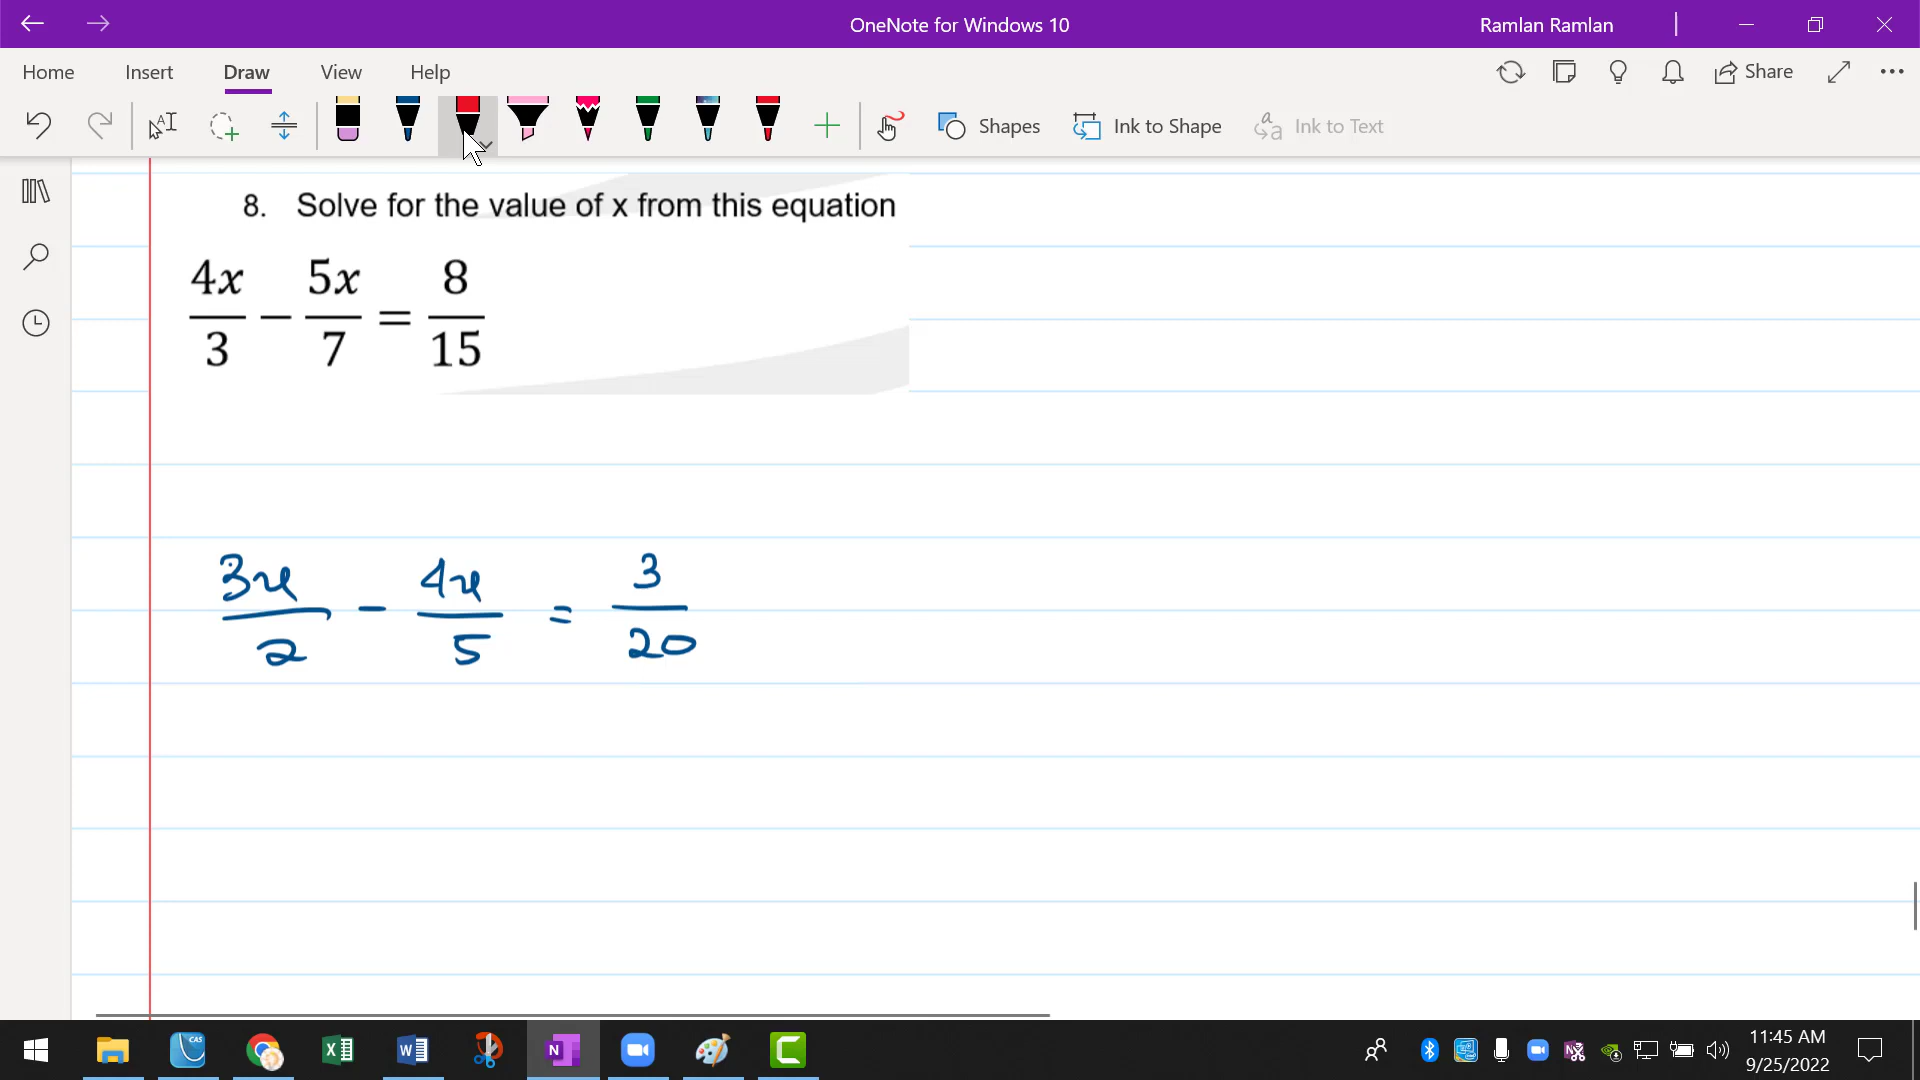 OneNote for Windows 10
Ramlan Ramlan
Home Insert Draw View Help
Share
Shapes Ink to Shape Ink to Text
8. Solve for the value of x from this equation
4x/3 − 5x/7 = 8/15
3x/2 − 4x/5 = 3/20
11:45 AM
9/25/2022